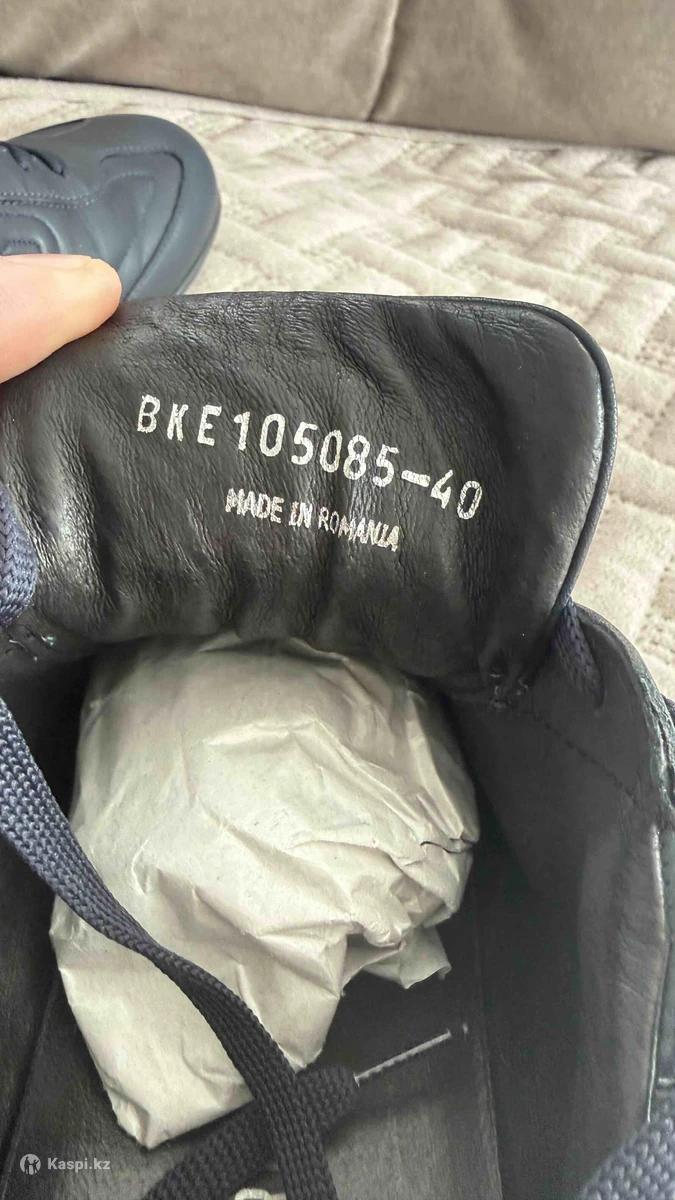 BKE105085-40
MADE IN ROMANIA
Kaspi.kz